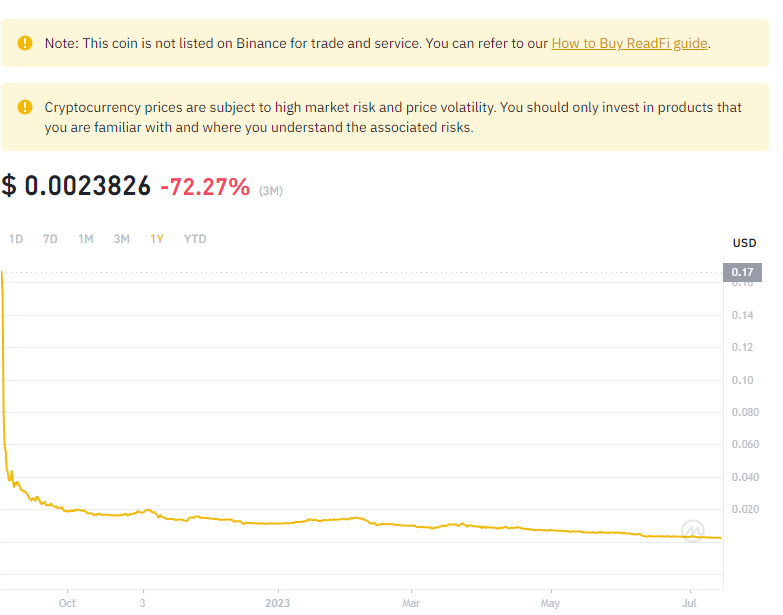 Note: This coin is not listed on Binance for trade and service. You can refer to our How to Buy ReadFi guide.
Cryptocurrency prices are subject to high market risk and price volatility. You should only invest in products that
you are familiar with and where you understand the associated risks.
$ 0.0023826 -72.27% (3M)
1D 7D 1M 3M 1Y YTD
USD
0.17
0.16
0.14
0.12
0.10
0.080
0.060
0.040
0.020
Oct 3 2023 Mar May Jul